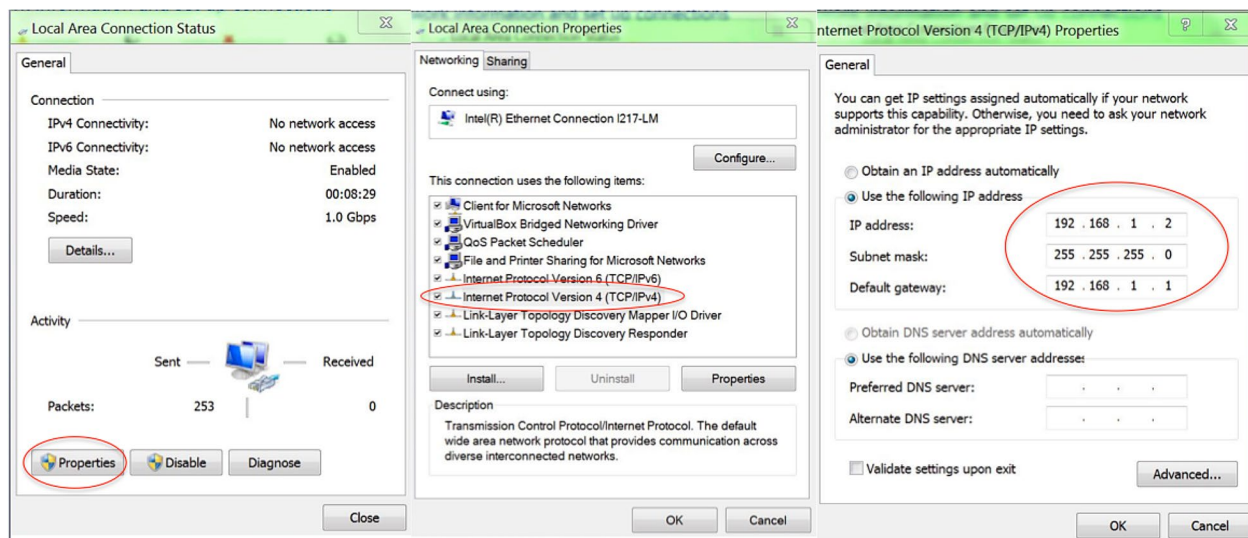 Local Area Connection Status
General
Connection
IPv4 Connectivity: No network access
IPv6 Connectivity: No network access
Media State: Enabled
Duration: 00:08:29
Speed: 1.0 Gbps
Details...
Activity
Sent Received
Packets: 253 0
Properties Disable Diagnose
Close
Local Area Connection Properties
Networking Sharing
Connect using:
Intel(R) Ethernet Connection I217-LM
Configure...
This connection uses the following items:
Client for Microsoft Networks
VirtualBox Bridged Networking Driver
QoS Packet Scheduler
File and Printer Sharing for Microsoft Networks
Internet Protocol Version 6 (TCP/IPv6)
Internet Protocol Version 4 (TCP/IPv4)
Link-Layer Topology Discovery Mapper I/O Driver
Link-Layer Topology Discovery Responder
Install... Uninstall Properties
Description
Transmission Control Protocol/Internet Protocol. The default
wide area network protocol that provides communication across
diverse interconnected networks.
OK Cancel
nternet Protocol Version 4 (TCP/IPv4) Properties
General
You can get IP settings assigned automatically if your network
supports this capability. Otherwise, you need to ask your network
administrator for the appropriate IP settings.
Obtain an IP address automatically
Use the following IP address
IP address: 192 . 168 . 1 . 2
Subnet mask: 255 . 255 . 255 . 0
Default gateway: 192 . 168 . 1 . 1
Obtain DNS server address automatically
Use the following DNS server addresses
Preferred DNS server: . . .
Alternate DNS server: . . .
Validate settings upon exit
Advanced...
OK Cancel